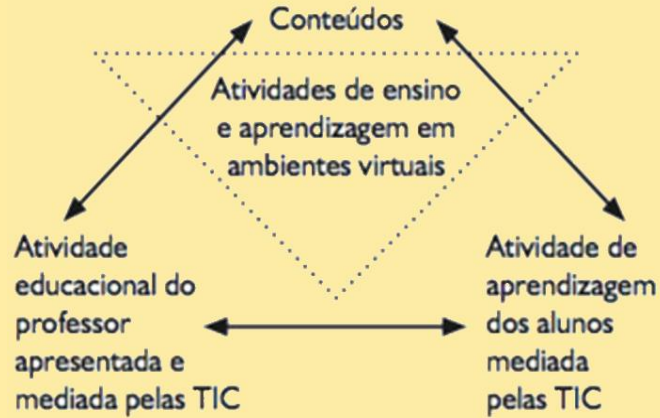 Conteúdos
Atividades de ensino
e aprendizagem em
ambientes virtuais
Atividade
educacional do
professor
apresentada e
mediada pelas TIC
Atividade de
aprendizagem
dos alunos
mediada
pelas TIC